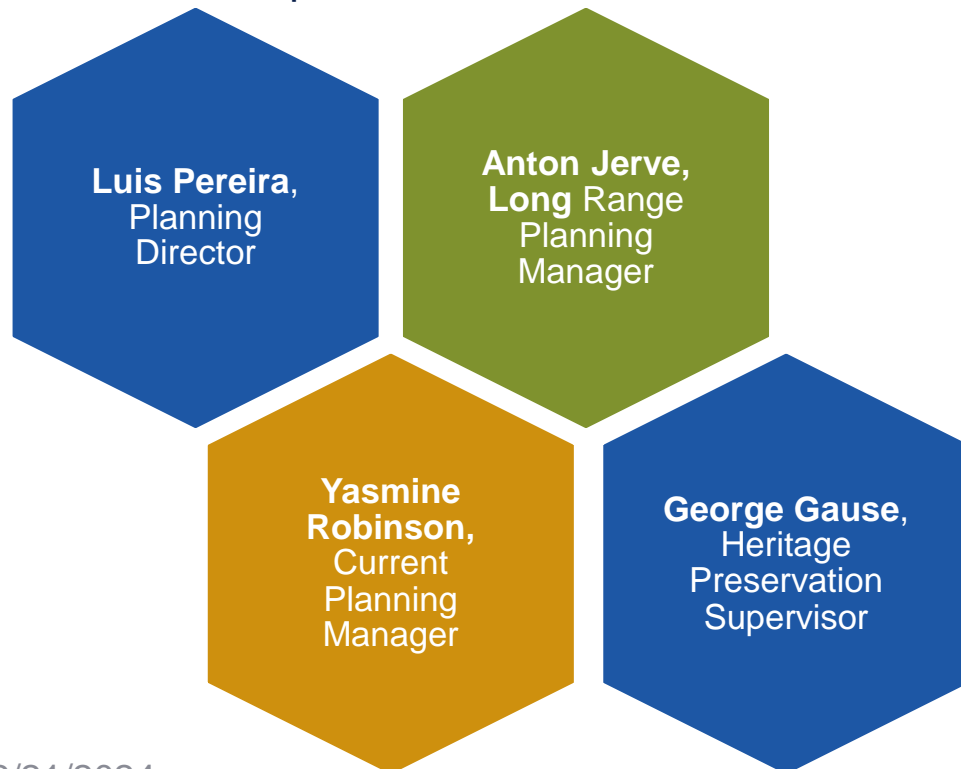 Luis Pereira,
Planning
Director
Anton Jerve,
Long Range
Planning
Manager
Yasmine
Robinson,
Current
Planning
Manager
George Gause,
Heritage
Preservation
Supervisor